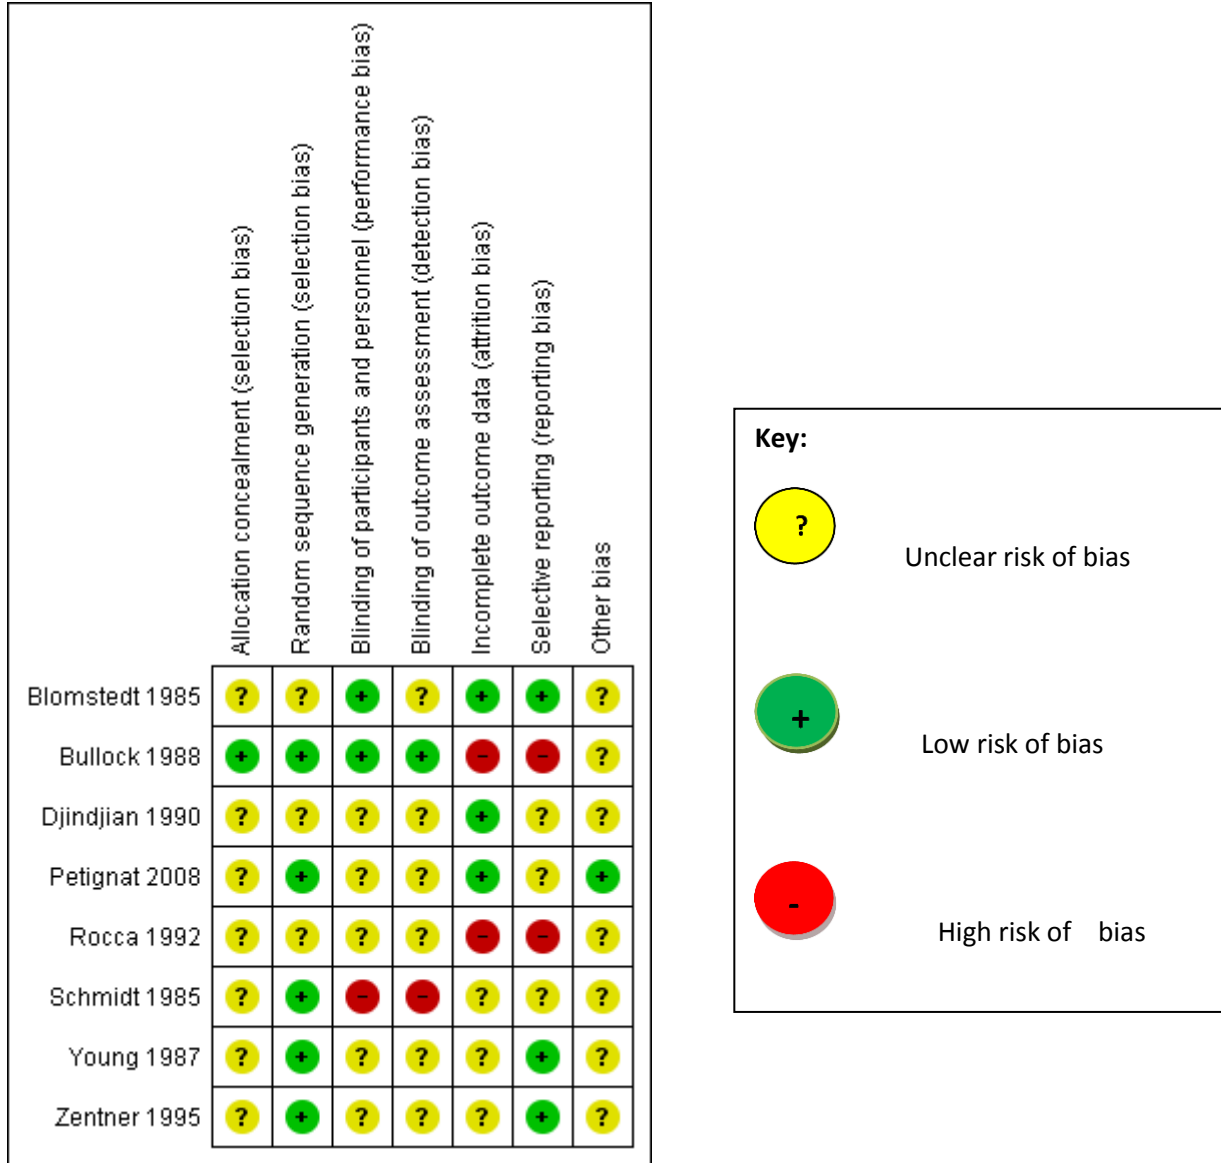 Allocation concealment (selection bias)
Random sequence generation (selection bias)
Blinding of participants and personnel (performance bias)
Blinding of outcome assessment (detection bias)
Incomplete outcome data (attrition bias)
Selective reporting (reporting bias)
Other bias
Blomstedt 1985 ? ? + ? + + ?
Bullock 1988 + + + + - - ?
Djindjian 1990 ? ? ? ? + ? ?
Petignat 2008 ? + ? ? + ? +
Rocca 1992 ? ? ? ? - - ?
Schmidt 1985 ? + - - ? ? ?
Young 1987 ? + ? ? ? + ?
Zentner 1995 ? + ? ? ? + ?
Key:
? Unclear risk of bias
+ Low risk of bias
- High risk of bias